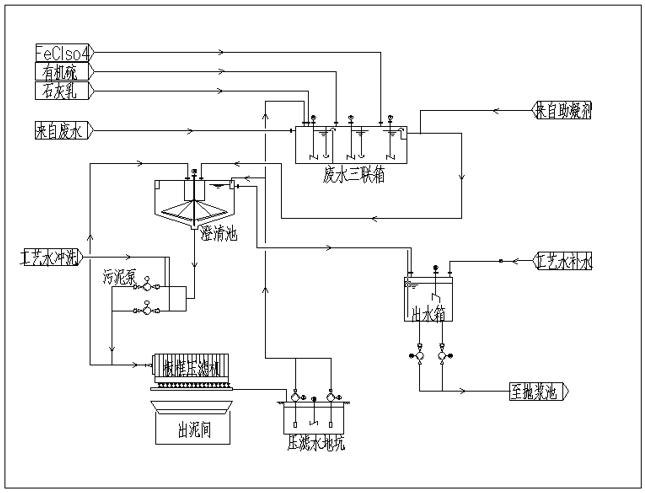 FeClSo4
有机硫
石灰乳
来自助凝剂
来自废水
废水三联箱
澄清池
工艺水冲洗
污泥泵
工艺水补水
出水箱
板框压滤机
至抛浆池
出泥间
压滤水地坑